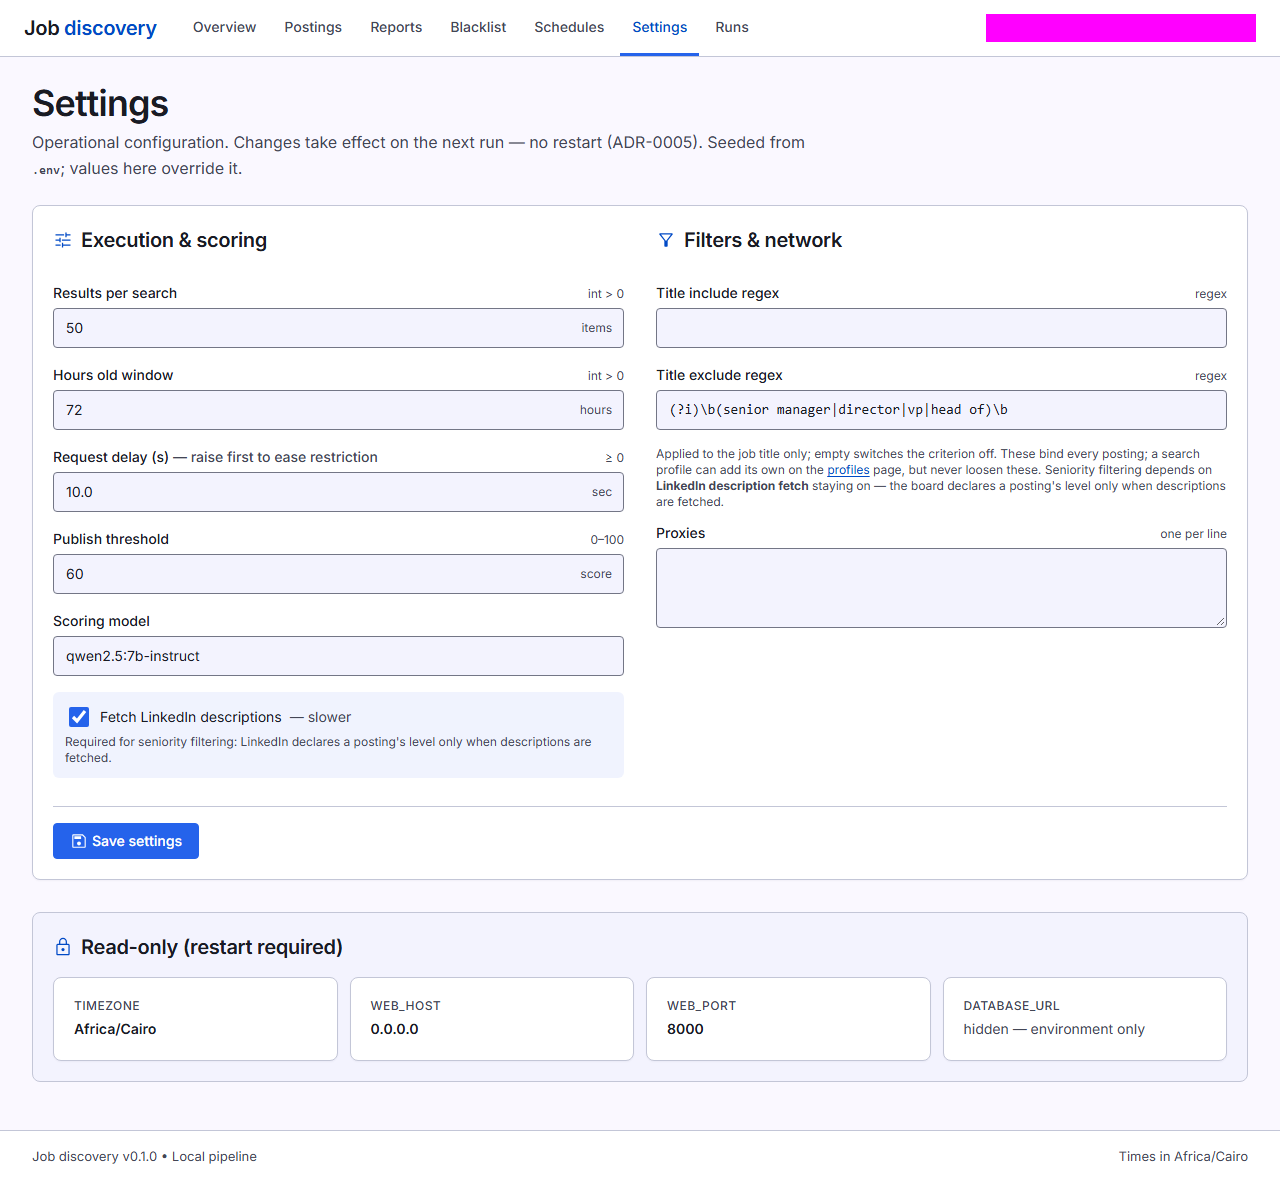 Job discovery
Overview
Postings
Reports
Blacklist
Schedules
Settings
Runs
Settings
Operational configuration. Changes take effect on the next run — no restart (ADR-0005). Seeded from
.env; values here override it.
Execution & scoring
Results per search
int > 0
50
items
Hours old window
int > 0
72
hours
Request delay (s) — raise first to ease restriction
≥ 0
10.0
sec
Publish threshold
0–100
60
score
Scoring model
qwen2.5:7b-instruct
Fetch LinkedIn descriptions — slower
Required for seniority filtering: LinkedIn declares a posting's level only when descriptions are
fetched.
Filters & network
Title include regex
regex
Title exclude regex
regex
(?i)\b(senior manager|director|vp|head of)\b
Applied to the job title only; empty switches the criterion off. These bind every posting; a search
profile can add its own on the profiles page, but never loosen these. Seniority filtering depends on
LinkedIn description fetch staying on — the board declares a posting's level only when descriptions
are fetched.
Proxies
one per line
Save settings
Read-only (restart required)
TIMEZONE
Africa/Cairo
WEB_HOST
0.0.0.0
WEB_PORT
8000
DATABASE_URL
hidden — environment only
Job discovery v0.1.0 • Local pipeline
Times in Africa/Cairo